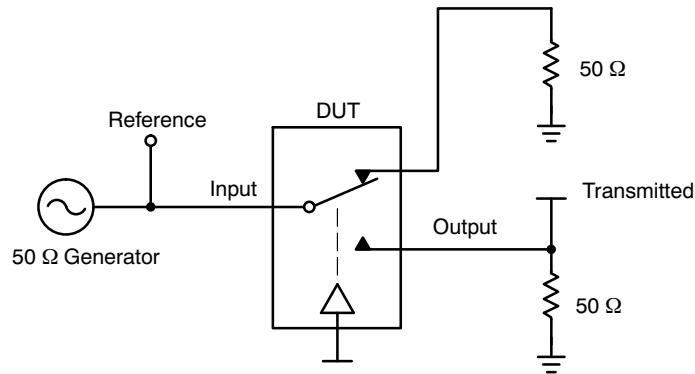 50 Ω
DUT
Reference
Input
Transmitted
Output
50 Ω Generator
50 Ω